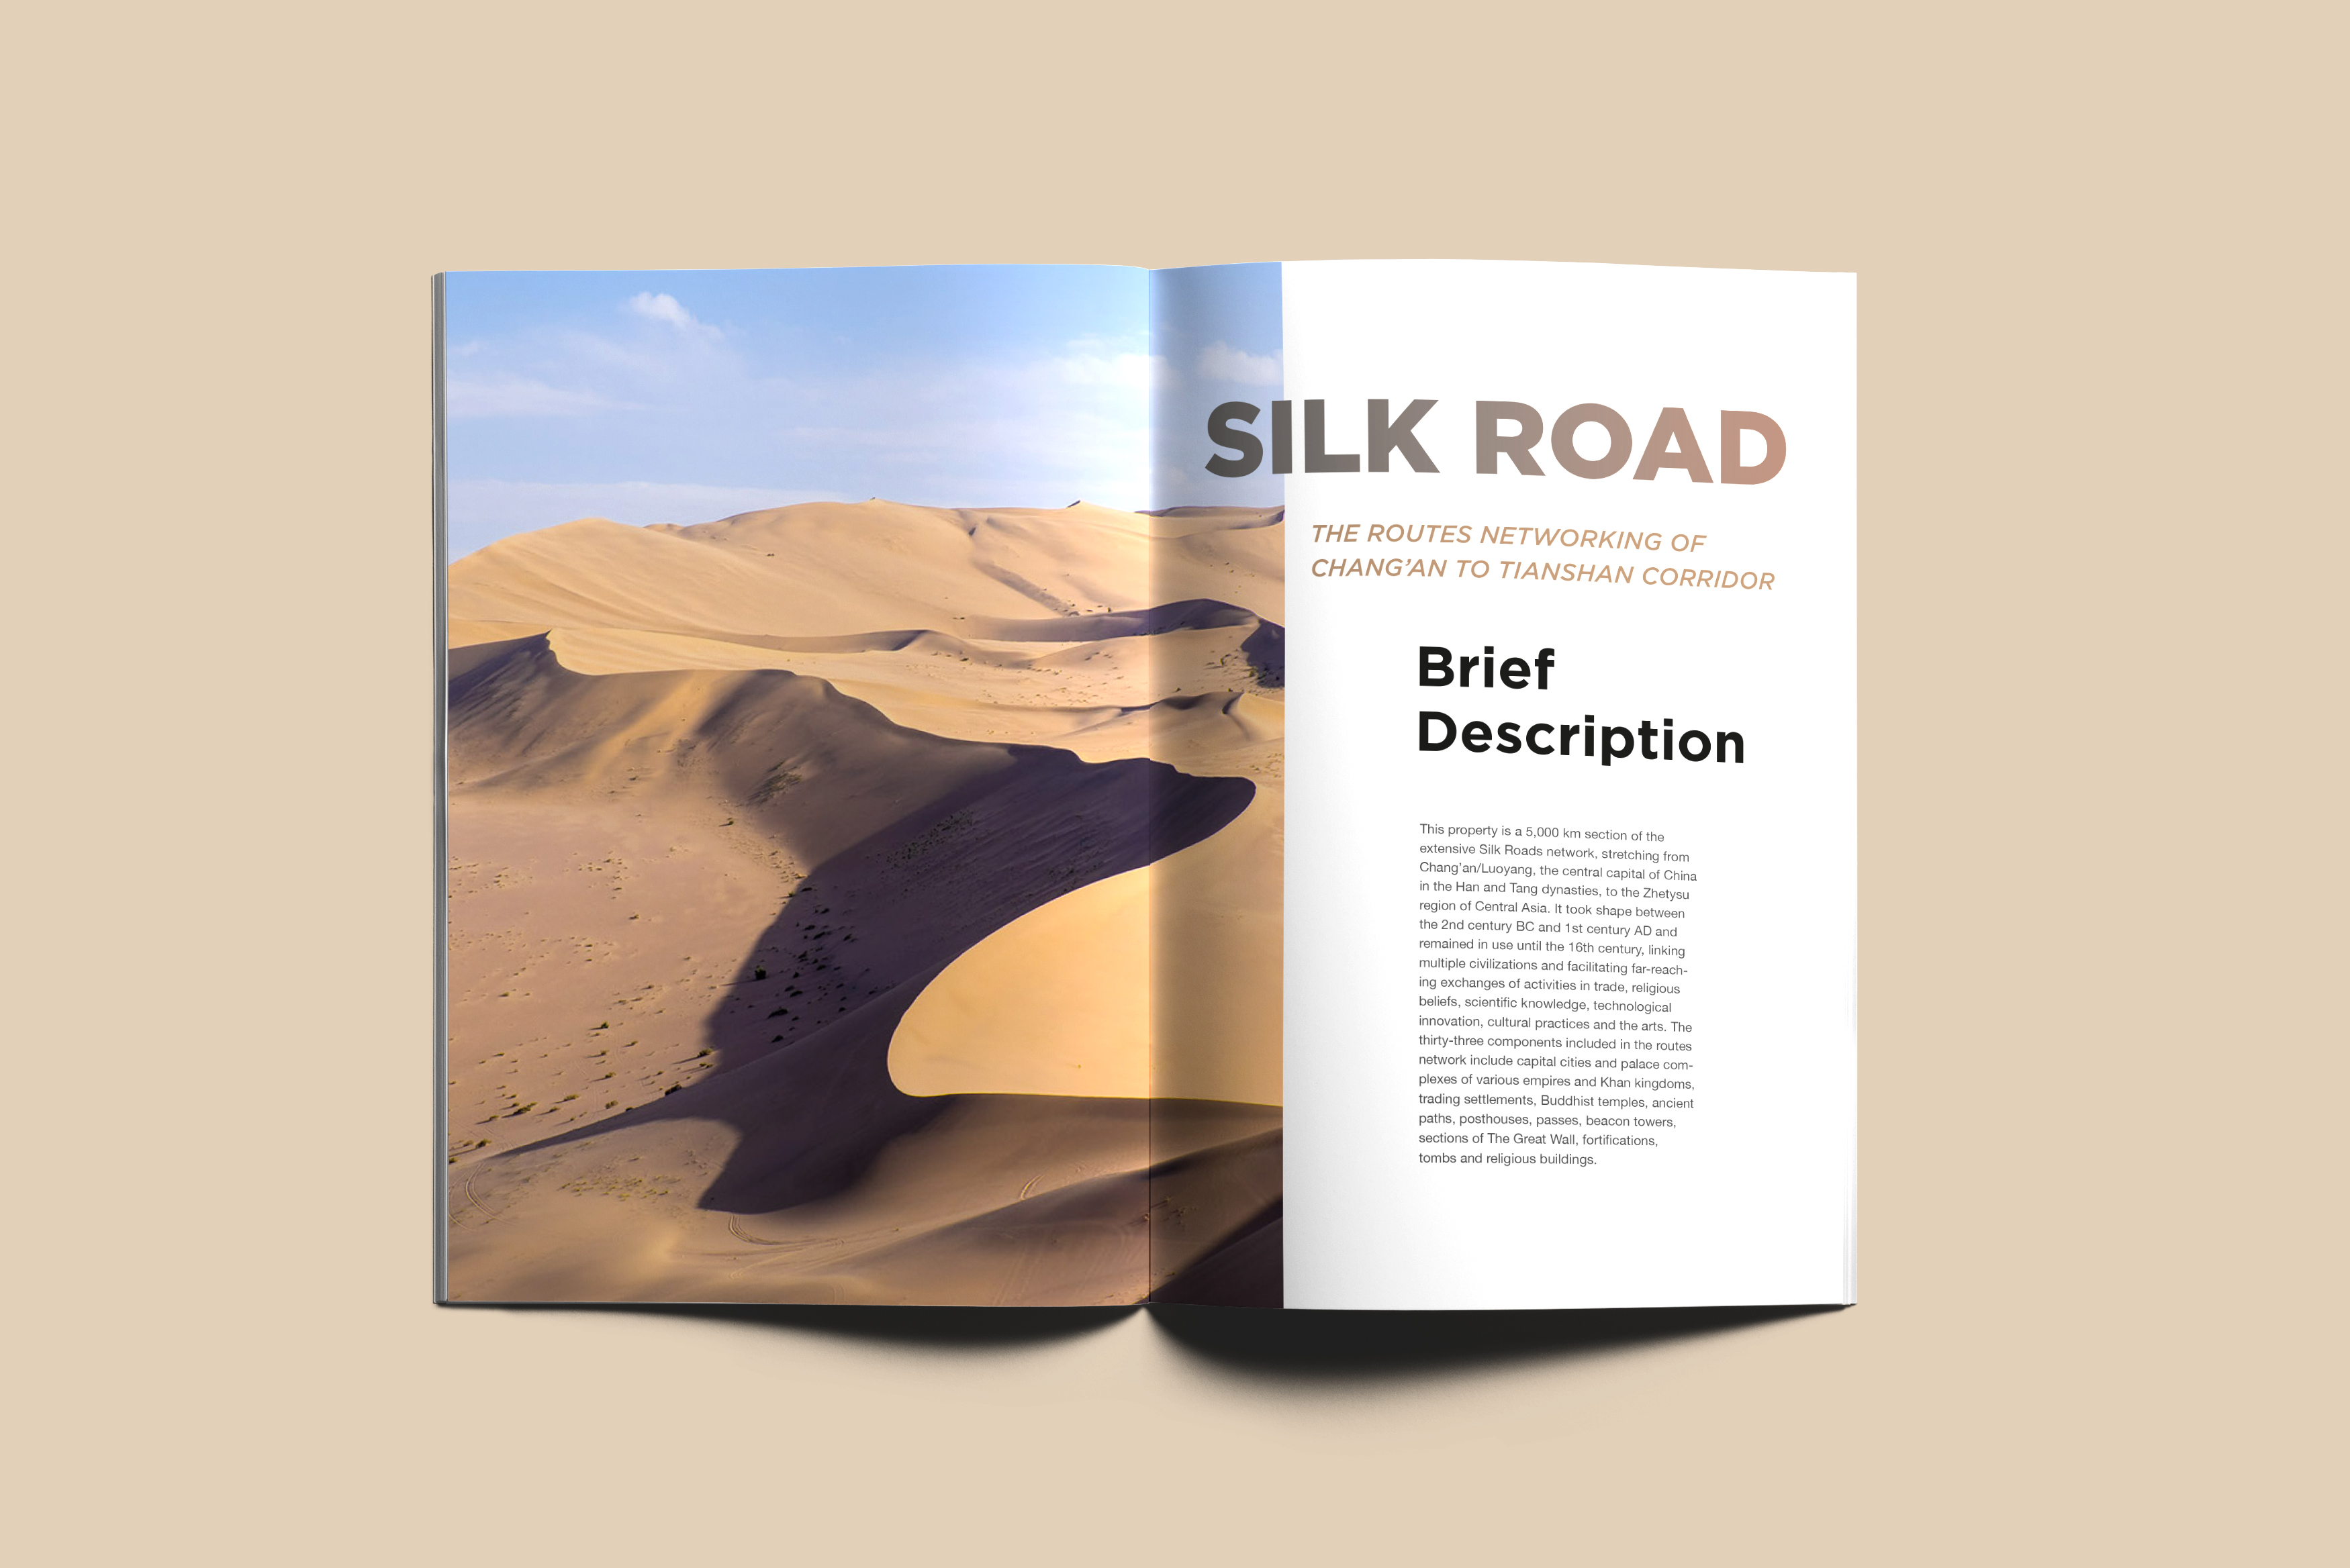 SILK ROAD
THE ROUTES NETWORKING OF
CHANG’AN TO TIANSHAN CORRIDOR
Brief
Description
This property is a 5,000 km section of the
extensive Silk Roads network, stretching from
Chang’an/Luoyang, the central capital of China
in the Han and Tang dynasties, to the Zhetysu
region of Central Asia. It took shape between
the 2nd century BC and 1st century AD and
remained in use until the 16th century, linking
multiple civilizations and facilitating far-reach-
ing exchanges of activities in trade, religious
beliefs, scientific knowledge, technological
innovation, cultural practices and the arts. The
thirty-three components included in the routes
network include capital cities and palace com-
plexes of various empires and Khan kingdoms,
trading settlements, Buddhist temples, ancient
paths, posthouses, passes, beacon towers,
sections of The Great Wall, fortifications,
tombs and religious buildings.